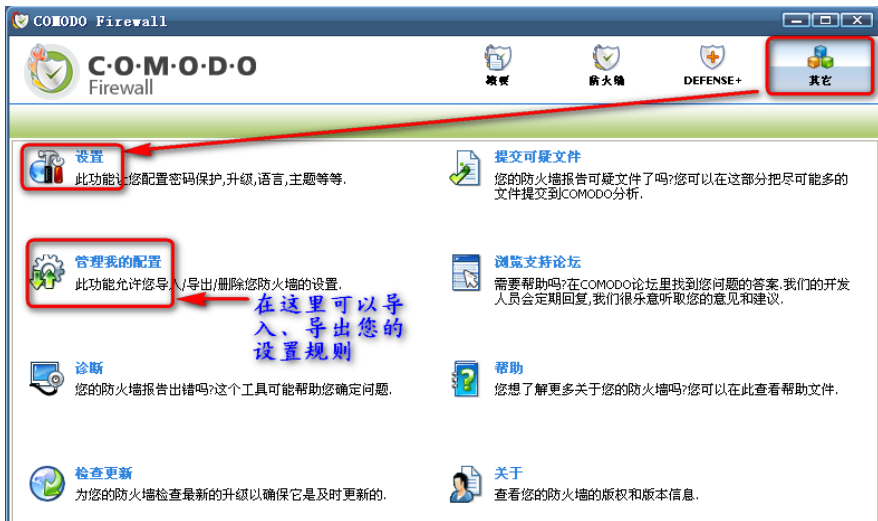 COMODO Firewall
C·O·M·O·D·O
Firewall
摘要
防火墙
DEFENSE+
其它
设置
此功能让您配置密码保护,升级,语言,主题等等.
提交可疑文件
您的防火墙报告可疑文件了吗?您可以在这部分把尽可能多的
文件提交到COMODO分析.
管理我的配置
此功能允许您导入/导出/删除您防火墙的设置.
在这里可以导
入、导出您的
设置规则
浏览支持论坛
需要帮助吗?在COMODO论坛里找到您问题的答案.我们的开发
人员会定期回复,我们很乐意听取您的意见和建议.
诊断
您的防火墙报告出错吗?这个工具可能帮助您确定问题.
帮助
您想了解更多关于您的防火墙吗?您可以在此查看帮助文件.
检查更新
为您的防火墙检查最新的升级以确保它是及时更新的.
关于
查看您的防火墙的版权和版本信息.